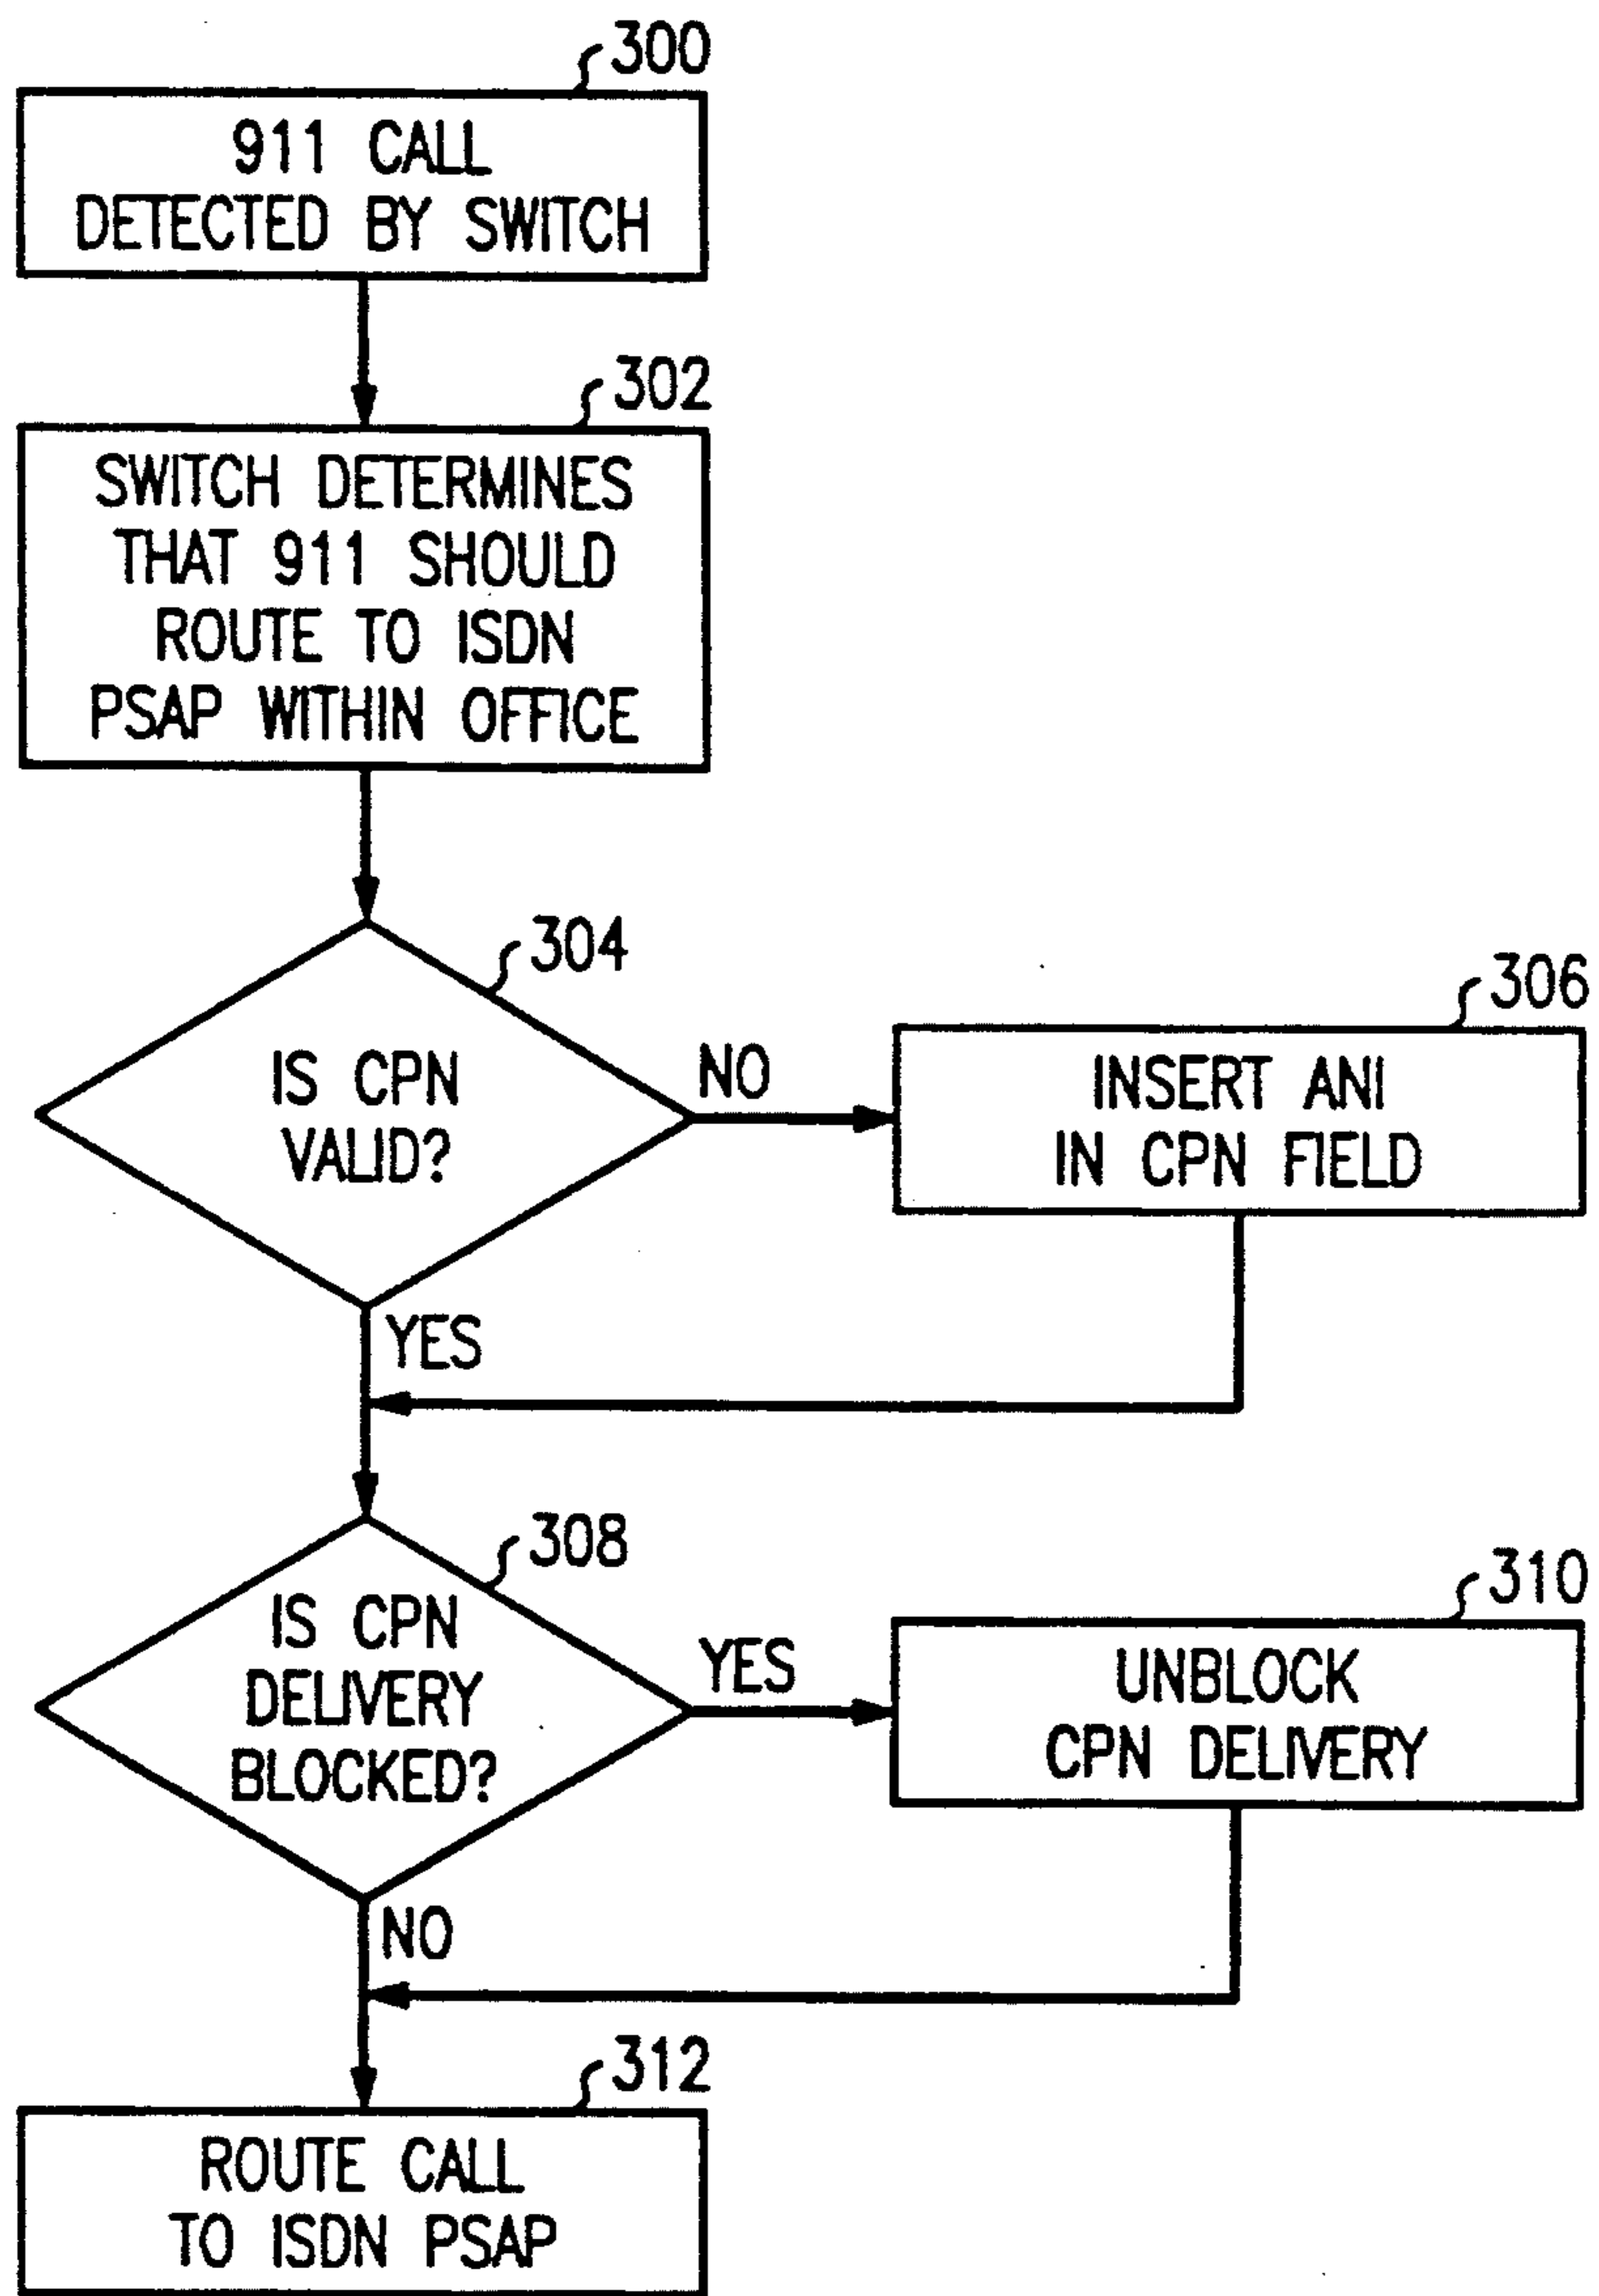 300
911 CALL
DETECTED BY SWITCH
302
SWITCH DETERMINES
THAT 911 SHOULD
ROUTE TO ISDN
PSAP WITHIN OFFICE
304
IS CPN
VALID?
NO
306
INSERT ANI
IN CPN FIELD
YES
308
IS CPN
DELIVERY
BLOCKED?
YES
310
UNBLOCK
CPN DELIVERY
NO
312
ROUTE CALL
TO ISDN PSAP